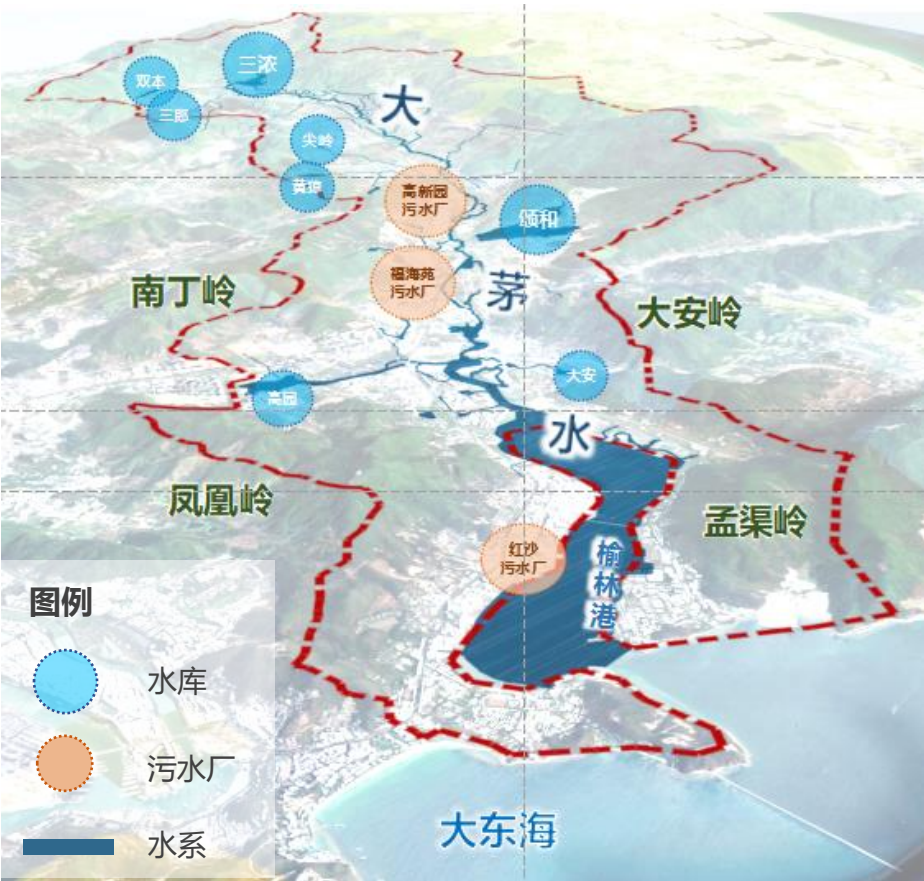 三浓
双本
三郎
大
尖岭
黄琼
高新园
污水厂
颂和
福海苑
污水厂
茅
南丁岭
大安岭
大安
高园
水
凤凰岭
孟渠岭
红沙
污水厂
榆林港
图例
水库
污水厂
水系
大东海